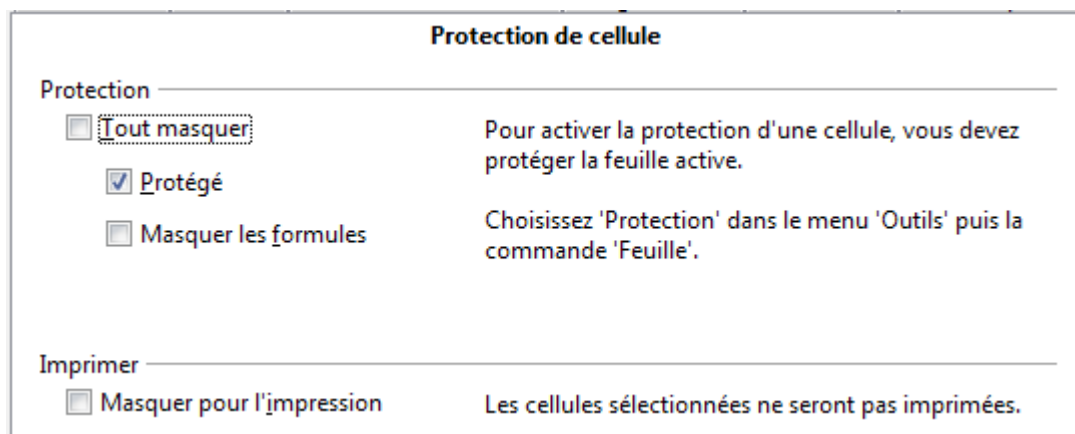 Protection de cellule
Protection
Tout masquer
Pour activer la protection d'une cellule, vous devez
protéger la feuille active.
Protégé
Masquer les formules
Choisissez 'Protection' dans le menu 'Outils' puis la
commande 'Feuille'.
Imprimer
Masquer pour l'impression
Les cellules sélectionnées ne seront pas imprimées.